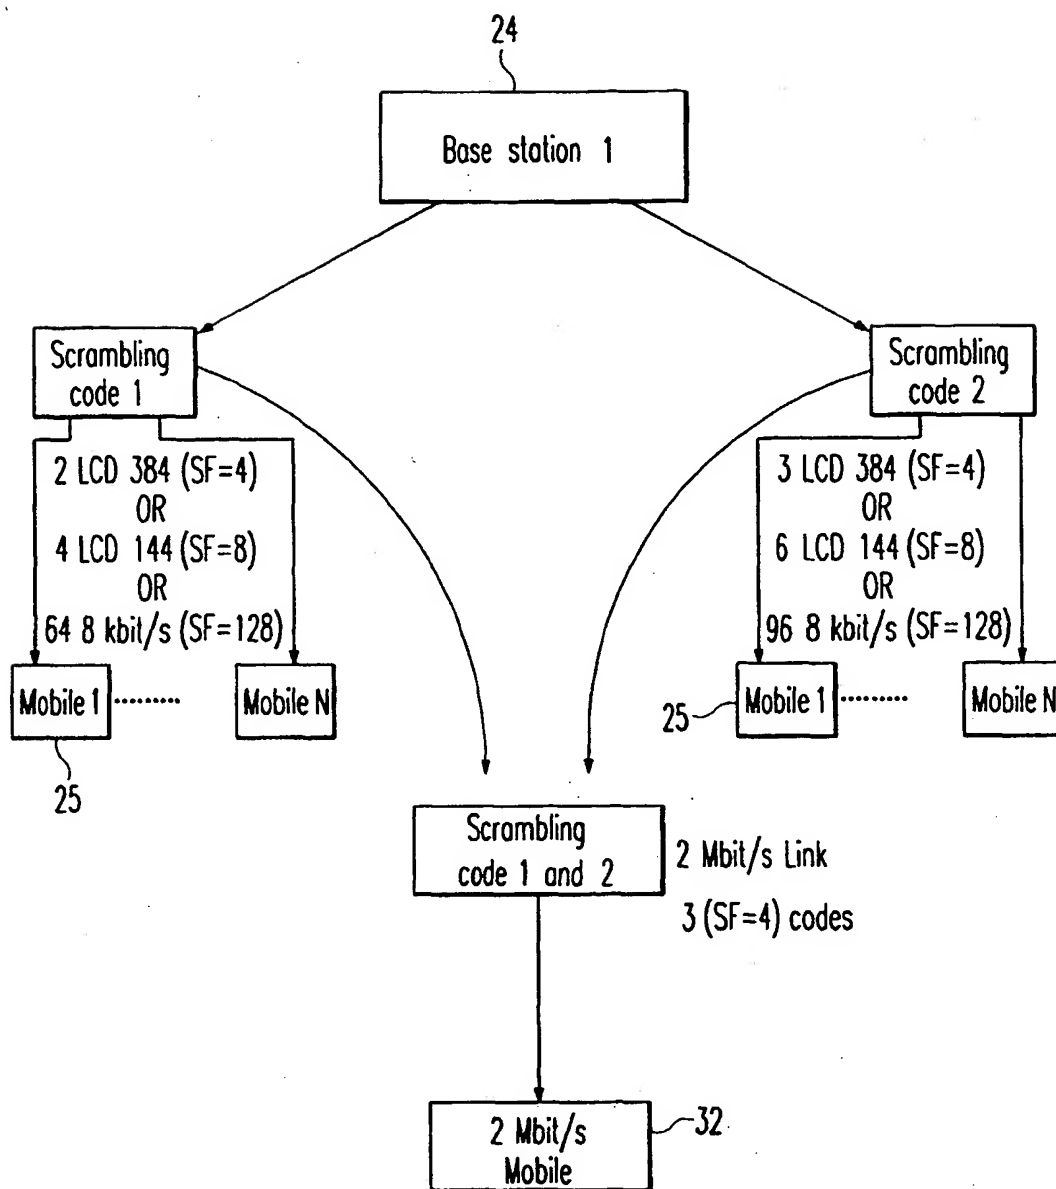 24
Base station 1
Scrambling
code 1
Scrambling
code 2
2 LCD 384 (SF=4)
OR
4 LCD 144 (SF=8)
OR
64 8 kbit/s (SF=128)
3 LCD 384 (SF=4)
OR
6 LCD 144 (SF=8)
OR
96 8 kbit/s (SF=128)
Mobile 1 ......... Mobile N
25
25
Mobile 1 ........ Mobile N
Scrambling
code 1 and 2
2 Mbit/s Link
3 (SF=4) codes
2 Mbit/s
Mobile
32